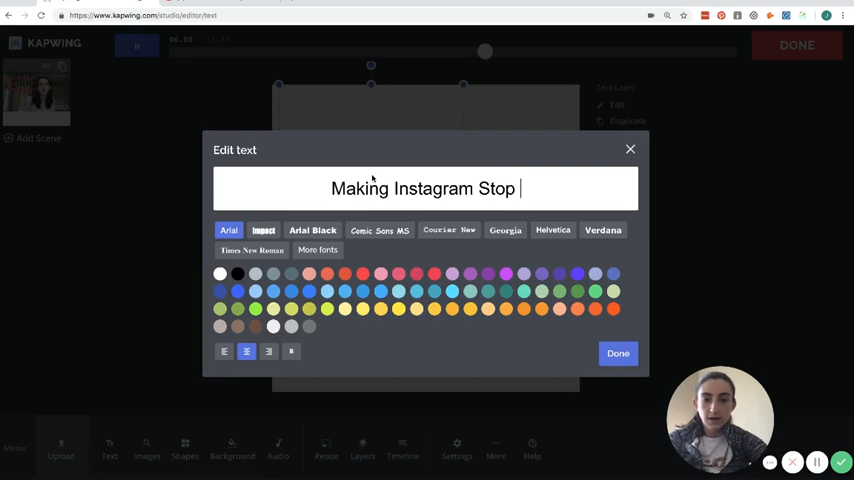 https://www.kapwing.com/studio/editor/text
KAPWING
06.50 / 11.67
DONE
Text Layer
Edit
Duplicate
Add Scene
Edit text
Making Instagram Stop
Arial
Impact
Arial Black
Comic Sans MS
Courier New
Georgia
Helvetica
Verdana
Times New Roman
More fonts
Done
Menu:
Upload
Text
Images
Shapes
Background
Audio
Resize
Layers
Timeline
Settings
More
Help